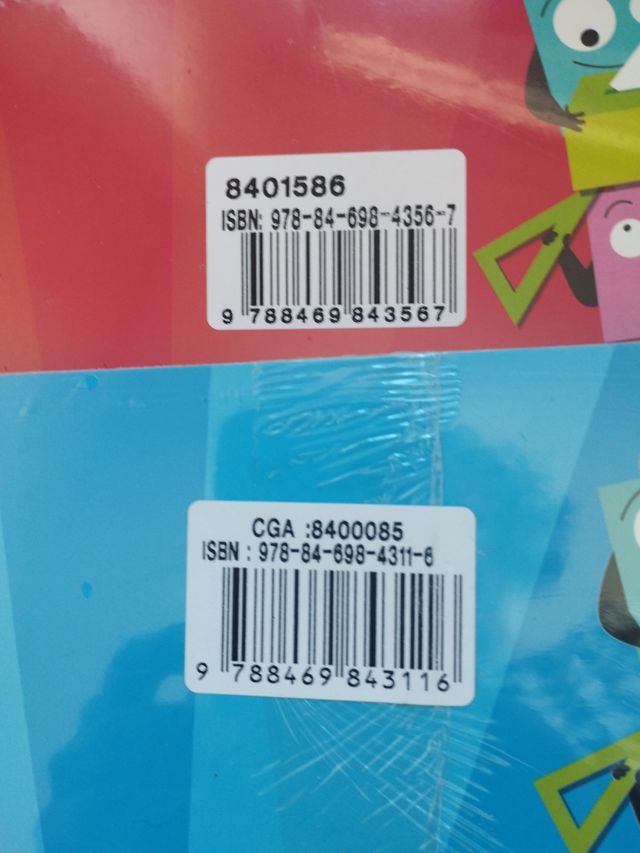 8401586
ISBN: 978-84-698-4356-7
9 788469 843567
CGA :8400085
ISBN : 978-84-698-4311-6
9 788469 843116